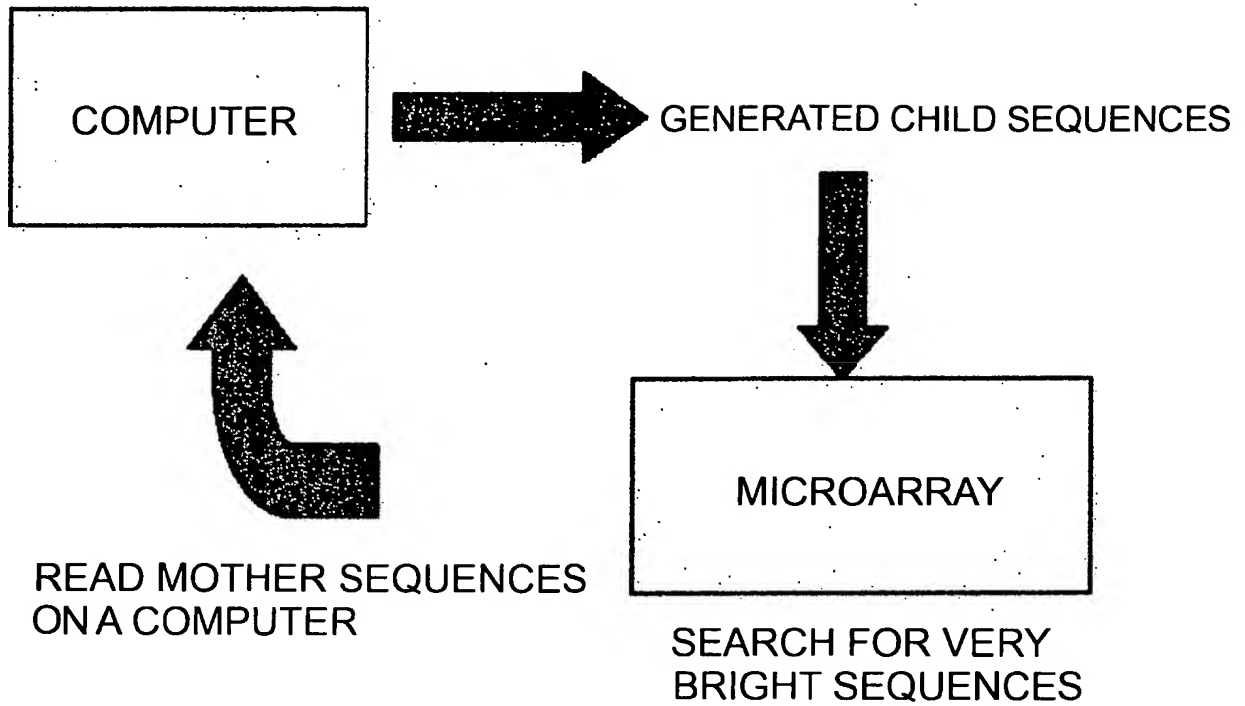 COMPUTER
GENERATED CHILD SEQUENCES
MICROARRAY
READ MOTHER SEQUENCES
ON A COMPUTER
SEARCH FOR VERY
BRIGHT SEQUENCES